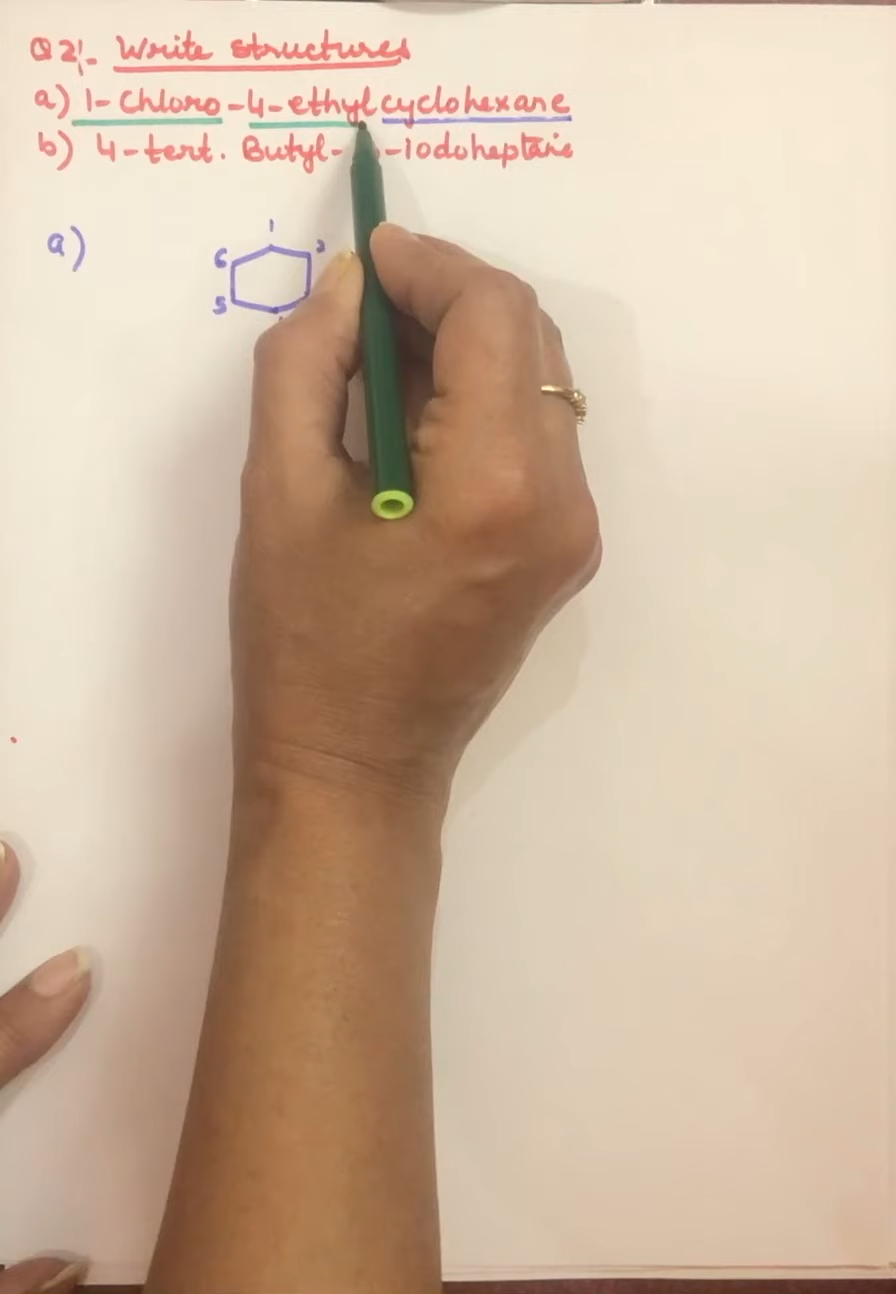 Q2:- Write structures
a) 1-Chloro-4-ethylcyclohexane
b) 4-tert. Butyl- -iodoheptane
a)
1
6
2
5